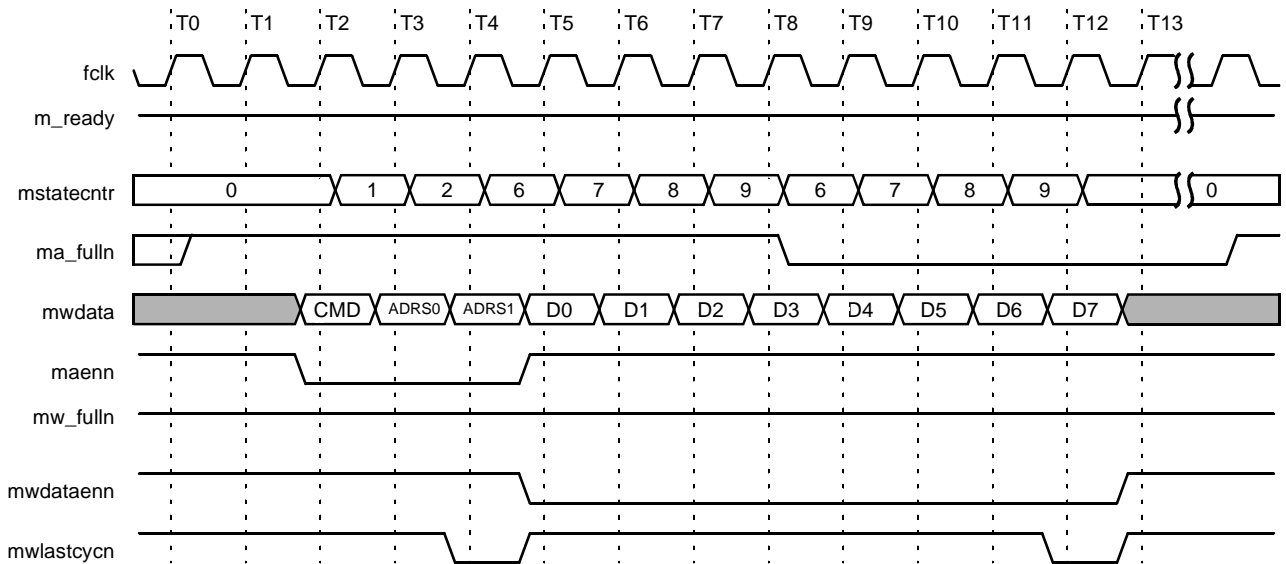 T0 T1 T2 T3 T4 T5 T6 T7 T8 T9 T10 T11 T12 T13
fclk
m_ready
mstatecntr 0 1 2 6 7 8 9 6 7 8 9 0
ma_fulln
mwdata CMD ADRS0 ADRS1 D0 D1 D2 D3 D4 D5 D6 D7
maenn
mw_fulln
mwdataenn
mwlastcycn